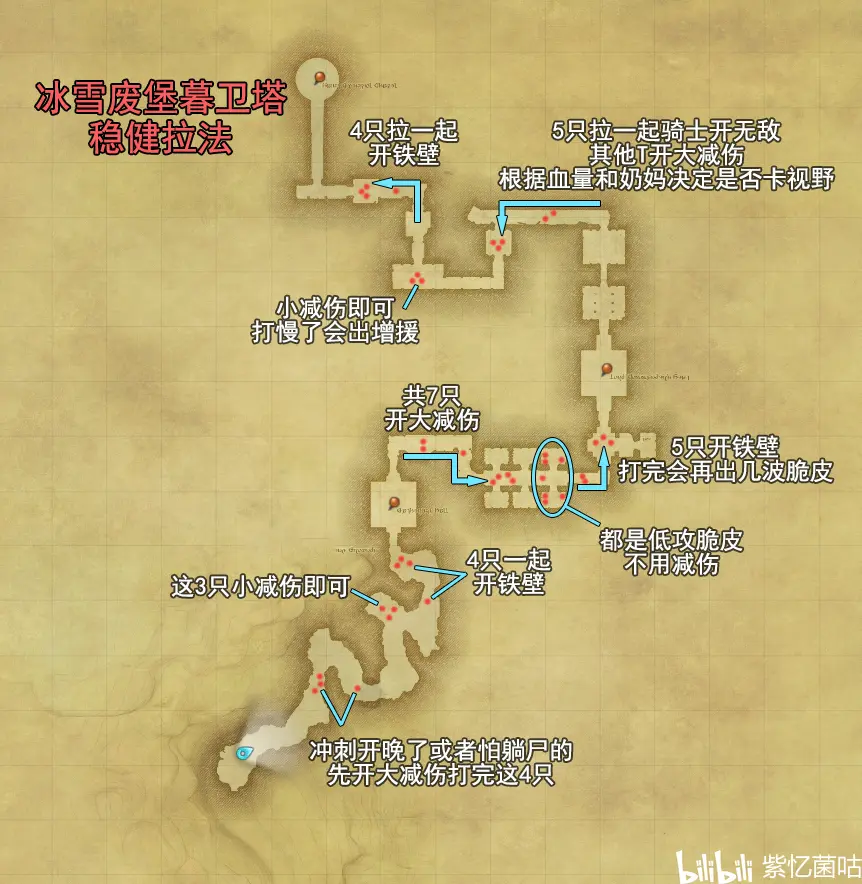 冰雪废堡暮卫塔
稳健拉法
4只拉一起
开铁壁
5只拉一起骑士开无敌
其他T开大减伤
根据血量和奶妈决定是否卡视野
小减伤即可
打慢了会出增援
共7只
开大减伤
5只开铁壁
打完会再出几波脆皮
都是低攻脆皮
不用减伤
4只一起
开铁壁
这3只小减伤即可
冲刺开晚了或者怕躺尸的
先开大减伤打完这4只
bilibili 紫忆菌咕